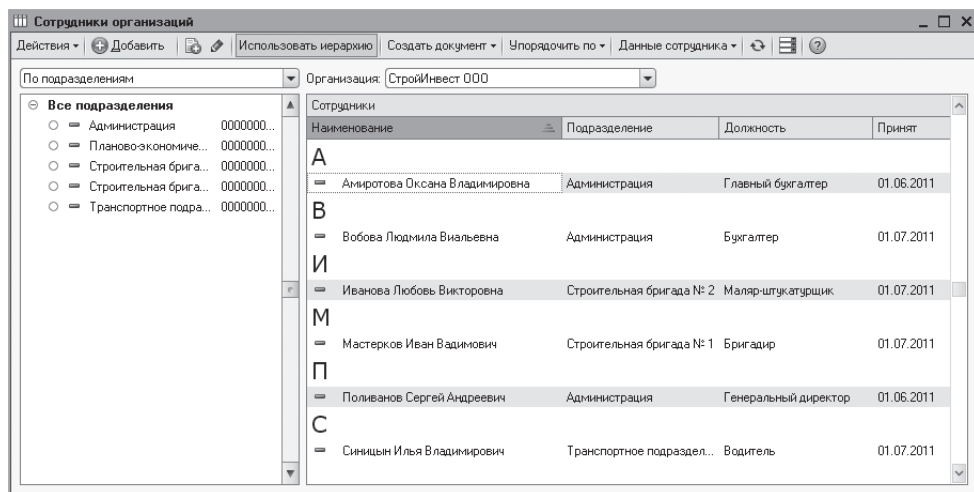 Сотрудники организаций
Действия Добавить Использовать иерархию Создать документ Упорядочить по Данные сотрудника
По подразделениям Организация: СтройИнвест ООО
Все подразделения
Администрация 0000000...
Планово-экономиче... 0000000...
Строительная брига... 0000000...
Строительная брига... 0000000...
Транспортное подра... 0000000...
Сотрудники
Наименование Подразделение Должность Принят
А
Амиротова Оксана Владимировна Администрация Главный бухгалтер 01.06.2011
В
Вобова Людмила Виальевна Администрация Бухгалтер 01.07.2011
И
Иванова Любовь Викторовна Строительная бригада № 2 Маляр-штукатурщик 01.07.2011
М
Мастерков Иван Вадимович Строительная бригада № 1 Бригадир 01.07.2011
П
Поливанов Сергей Андреевич Администрация Генеральный директор 01.06.2011
С
Синицын Илья Владимирович Транспортное подраздел... Водитель 01.07.2011